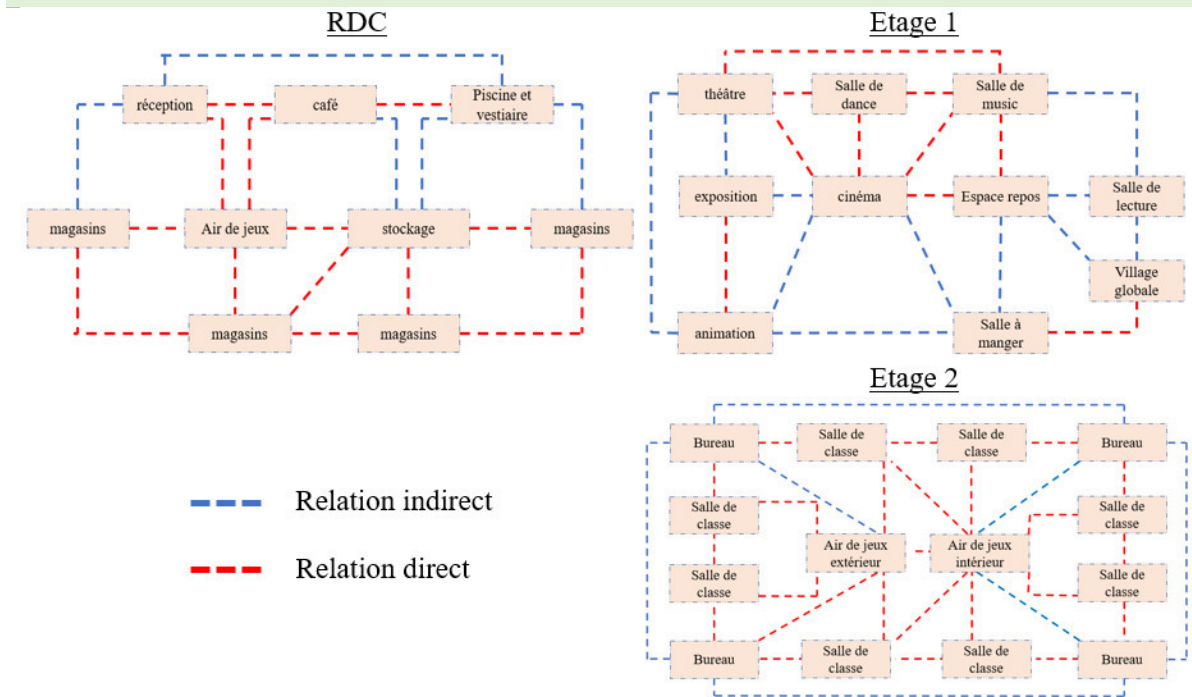 RDC
réception
café
Piscine et
vestiaire
magasins
Air de jeux
stockage
magasins
magasins
magasins
Etage 1
théâtre
Salle de
dance
Salle de
music
exposition
cinéma
Espace repos
Salle de
lecture
Village
globale
animation
Salle à
manger
Etage 2
Bureau
Salle de
classe
Salle de
classe
Bureau
Salle de
classe
Salle de
classe
Air de jeux
extérieur
Air de jeux
intérieur
Salle de
classe
Salle de
classe
Bureau
Salle de
classe
Salle de
classe
Bureau
Relation indirect
Relation direct